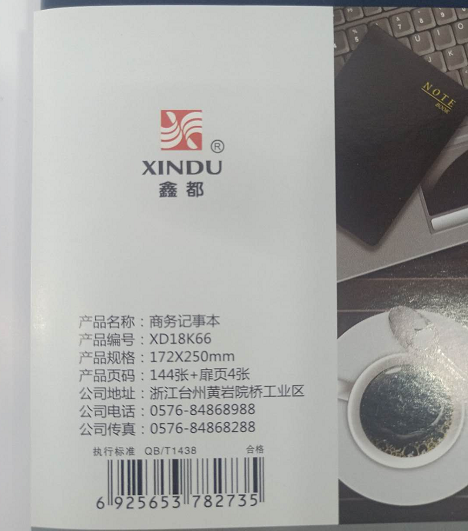 NOTE
®
XINDU
鑫都
产品名称：商务记事本
产品编号：XD18K66
产品规格：172X250mm
产品页码：144张+扉页4张
公司地址：浙江台州黄岩院桥工业区
公司电话：0576-84868988
公司传真：0576-84868288
执行标准 QB/T1438 合格
6 925653 782735